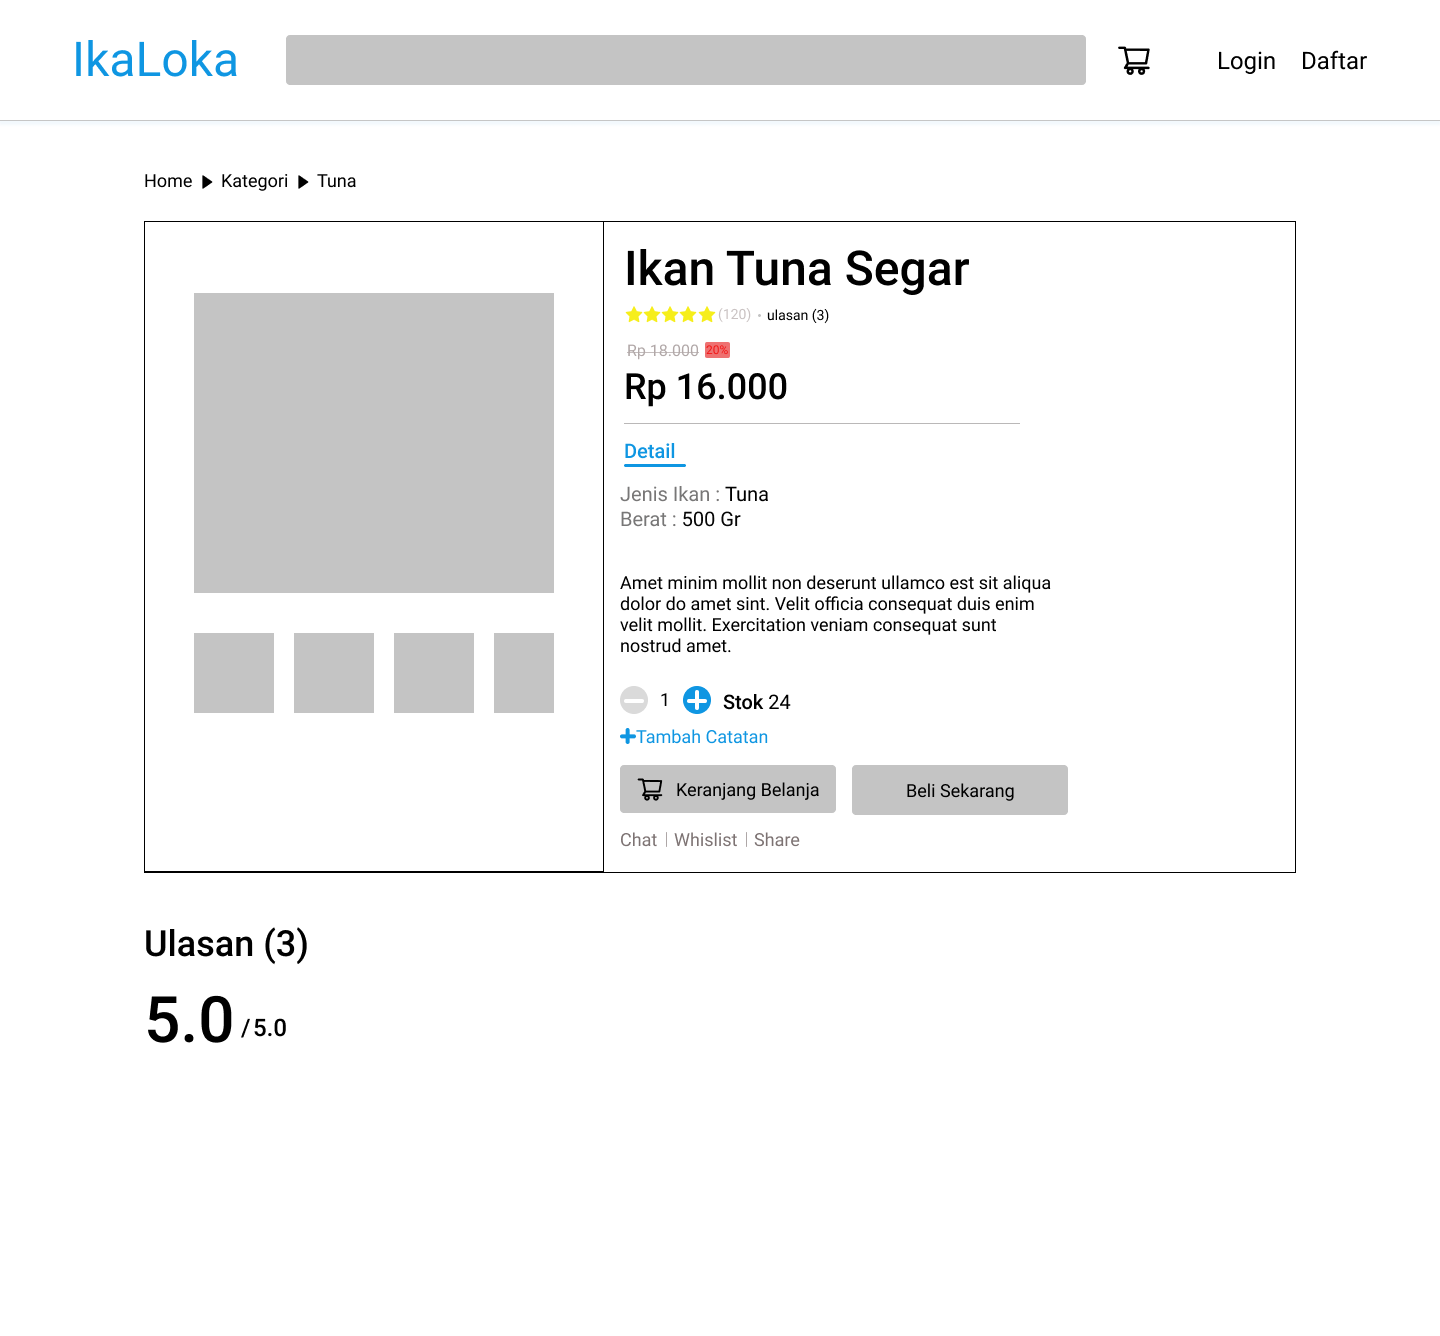 IkaLoka
Login Daftar
Home Kategori Tuna
Ikan Tuna Segar
(120) • ulasan (3)
Rp 18.000 20%
Rp 16.000
Detail
Jenis Ikan : Tuna
Berat : 500 Gr
Amet minim mollit non deserunt ullamco est sit aliqua
dolor do amet sint. Velit officia consequat duis enim
velit mollit. Exercitation veniam consequat sunt
nostrud amet.
1 Stok 24
Tambah Catatan
Keranjang Belanja Beli Sekarang
Chat | Whislist | Share
Ulasan (3)
5.0 /5.0